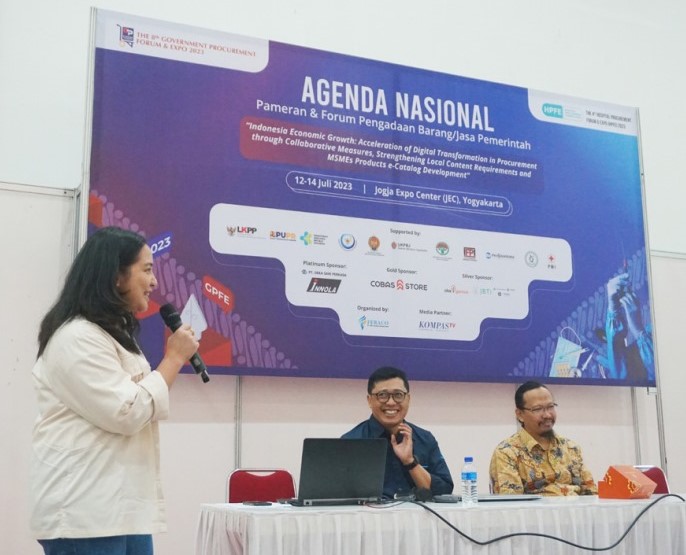 THE 8th GOVERNMENT PROCUREMENT
FORUM & EXPO 2023
AGENDA NASIONAL
Pameran & Forum Pengadaan Barang/Jasa Pemerintah
HPFE
"Indonesia Economic Growth: Acceleration of Digital Transformation in Procurement
through Collaborative Measures, Strengthening Local Content Requirements and
MSMEs Products e-Catalog Development"
12-14 Juli 2023 | Jogja Expo Center (JEC), Yogyakarta
Supported by:
LKPP
PUPR
Platinum Sponsor:
INNOLA
Gold Sponsor:
COBAS STORE
Silver Sponsor:
Organized by:
Media Partner:
KOMPASTV
2023
GPFE